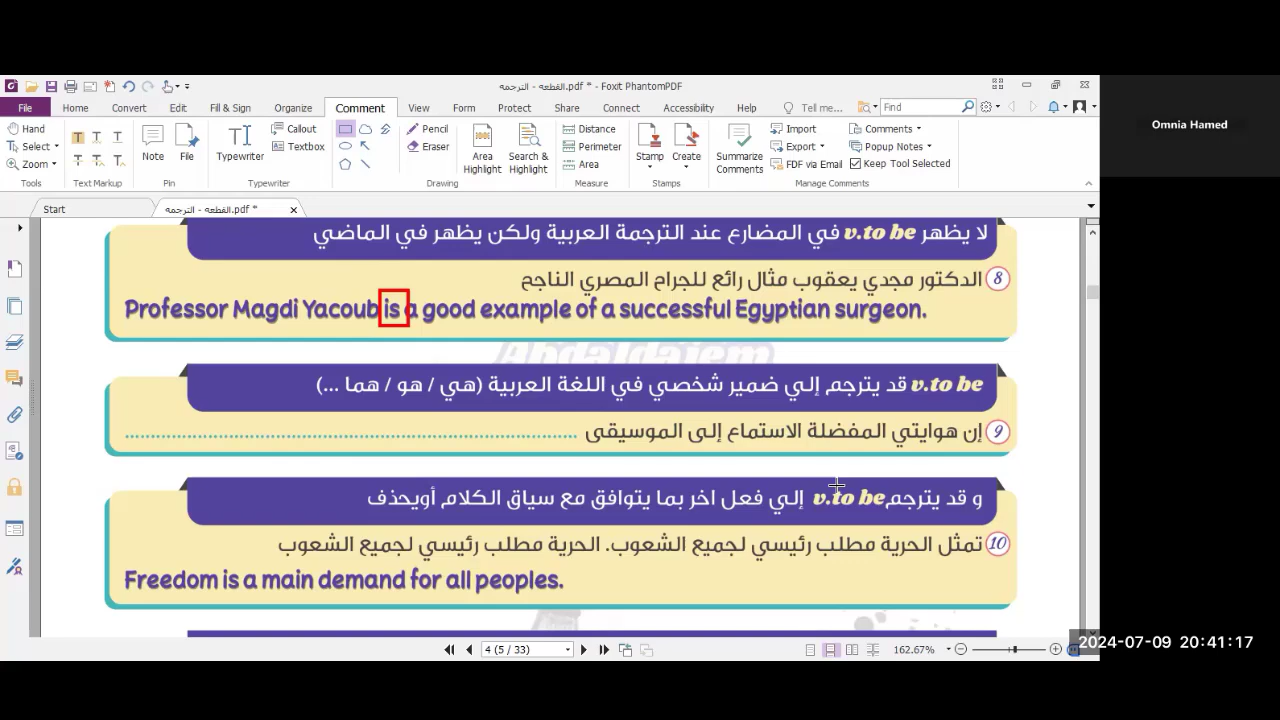 القطعه - الترجمه.pdf * - Foxit PhantomPDF
File Home Convert Edit Fill & Sign Organize Comment View Form Protect Share Connect Accessibility Help Tell me... Find
Hand
Select
Zoom
Tools
Text Markup
Note
File
Pin
Typewriter
Callout
Textbox
Typewriter
Pencil
Eraser
Drawing
Area Highlight
Search & Highlight
Distance
Perimeter
Area
Measure
Stamp
Create
Stamps
Summarize Comments
Import
Export
FDF via Email
Comments
Popup Notes
Keep Tool Selected
Manage Comments
Start
القطعه - الترجمه.pdf *
Omnia Hamed
لا يظهر v.to be في المضارع عند الترجمة العربية ولكن يظهر في الماضي
8 الدكتور مجدي يعقوب مثال رائع للجراح المصري الناجح
Professor Magdi Yacoub is a good example of a successful Egyptian surgeon.
Abdaldaiem
v.to be قد يترجم إلي ضمير شخصي في اللغة العربية (هي / هو / هما ...)
9 إن هوايتي المفضلة الاستماع إلى الموسيقى ................................................................
و قد يترجم v.to be إلي فعل اخر بما يتوافق مع سياق الكلام أويحذف
10 تمثل الحرية مطلب رئيسي لجميع الشعوب. الحرية مطلب رئيسي لجميع الشعوب
Freedom is a main demand for all peoples.
4 (5 / 33)
162.67%
2024-07-09 20:41:17